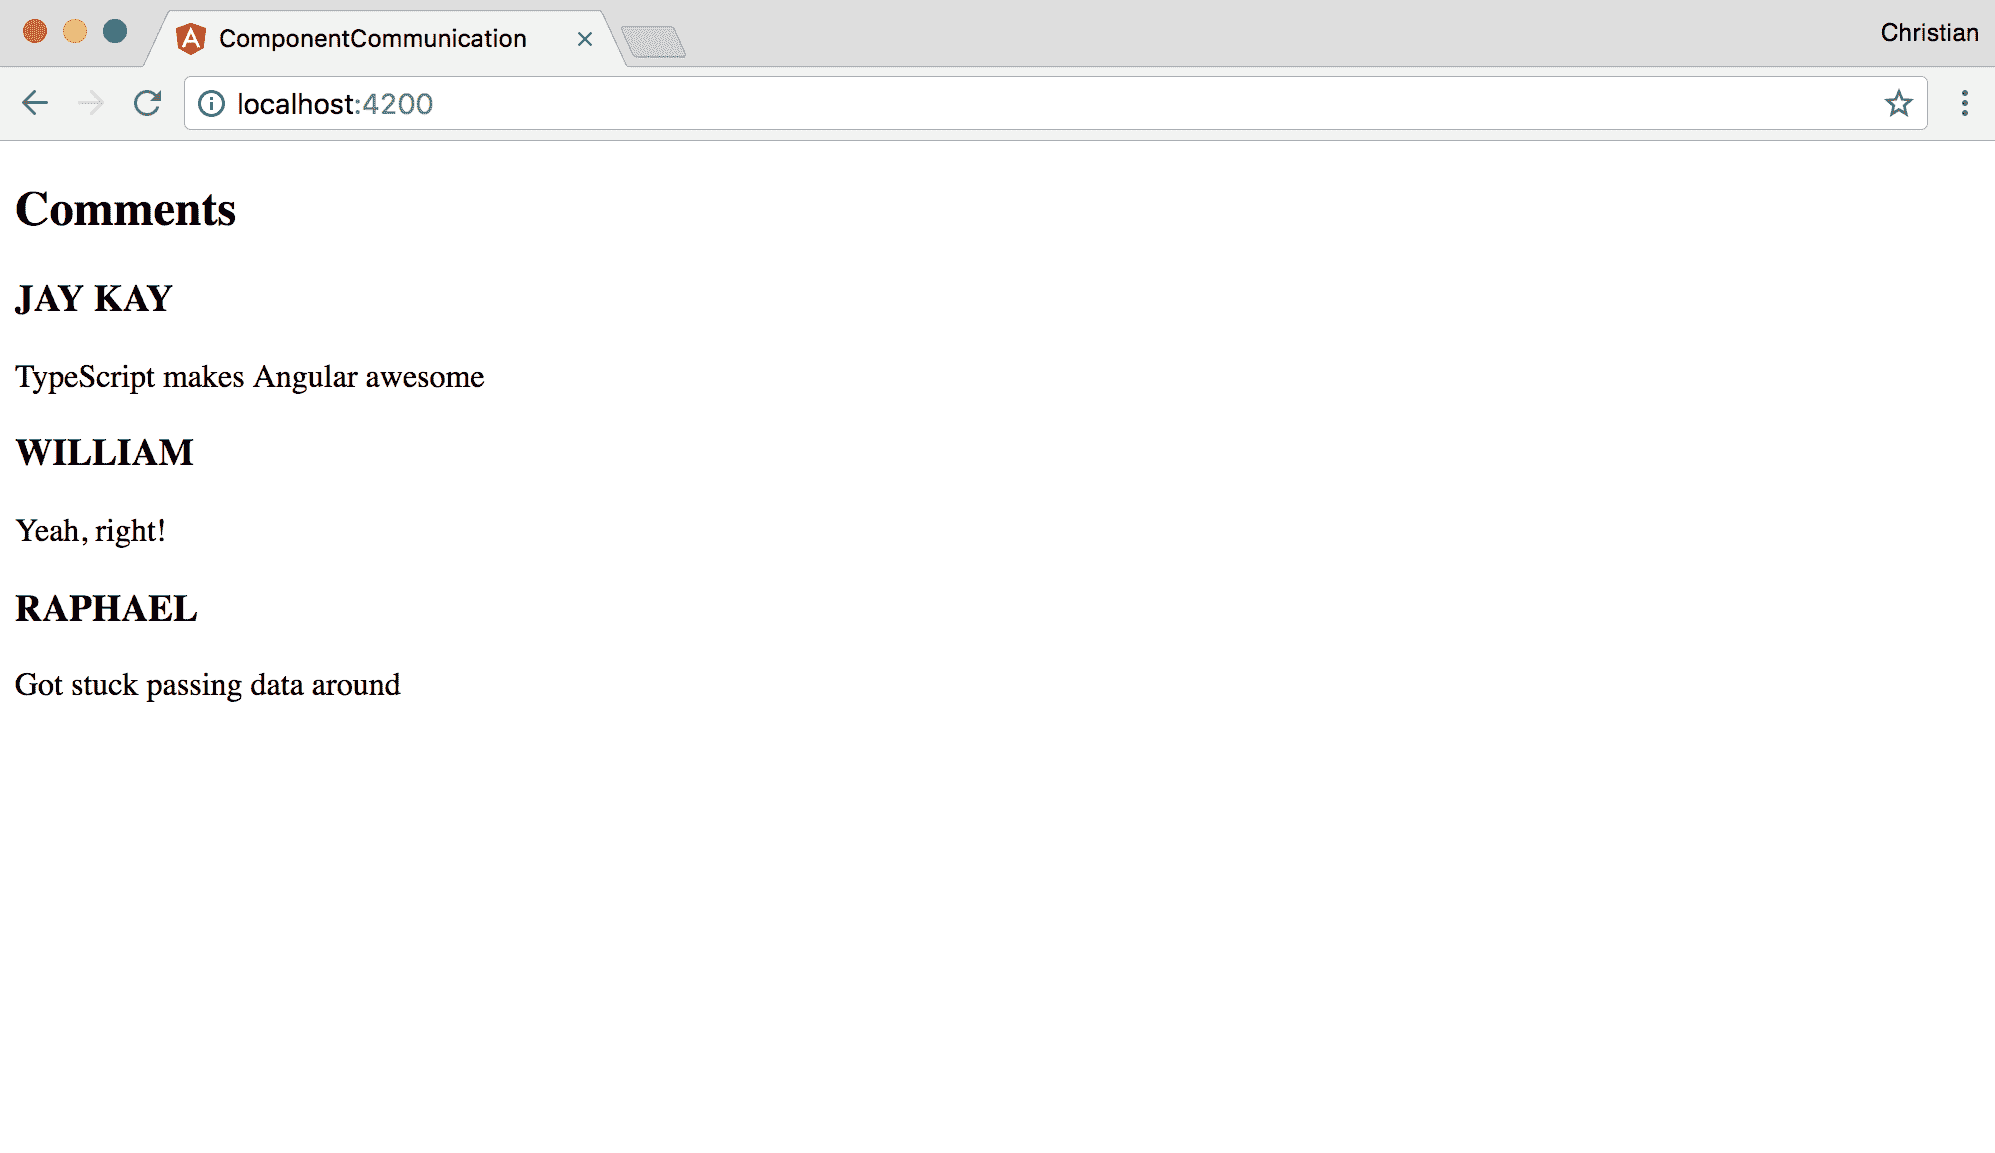 ComponentCommunication
Christian
localhost:4200
Comments
JAY KAY
TypeScript makes Angular awesome
WILLIAM
Yeah, right!
RAPHAEL
Got stuck passing data around